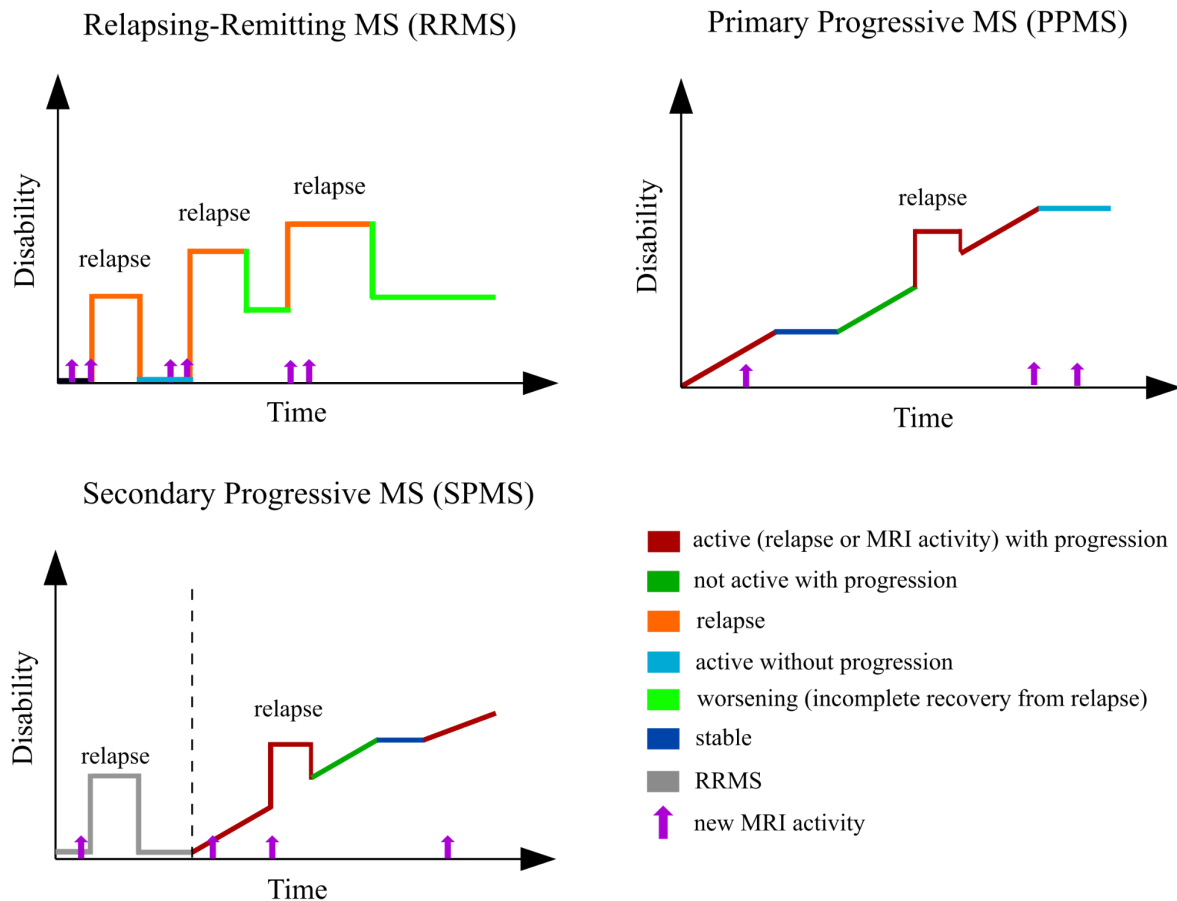 Relapsing-Remitting MS (RRMS)
Disability
relapse
relapse
relapse
Time
Primary Progressive MS (PPMS)
Disability
relapse
Time
Secondary Progressive MS (SPMS)
Disability
relapse
relapse
Time
active (relapse or MRI activity) with progression
not active with progression
relapse
active without progression
worsening (incomplete recovery from relapse)
stable
RRMS
new MRI activity